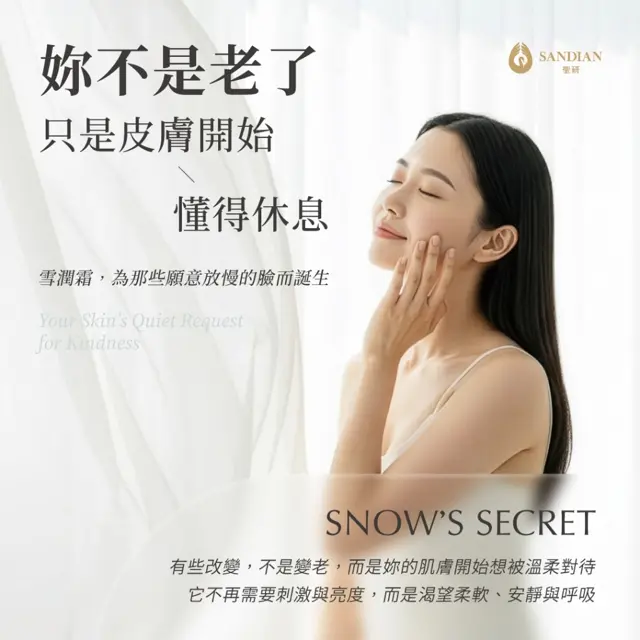 妳不是老了
SANDIAN
聖研
只是皮膚開始
懂得休息
雪潤霜，為那些願意放慢的臉而誕生
Your Skin's Quiet Request
for Kindness
SNOW'S SECRET
有些改變，不是變老，而是妳的肌膚開始想被溫柔對待
它不再需要刺激與亮度，而是渴望柔軟、安靜與呼吸